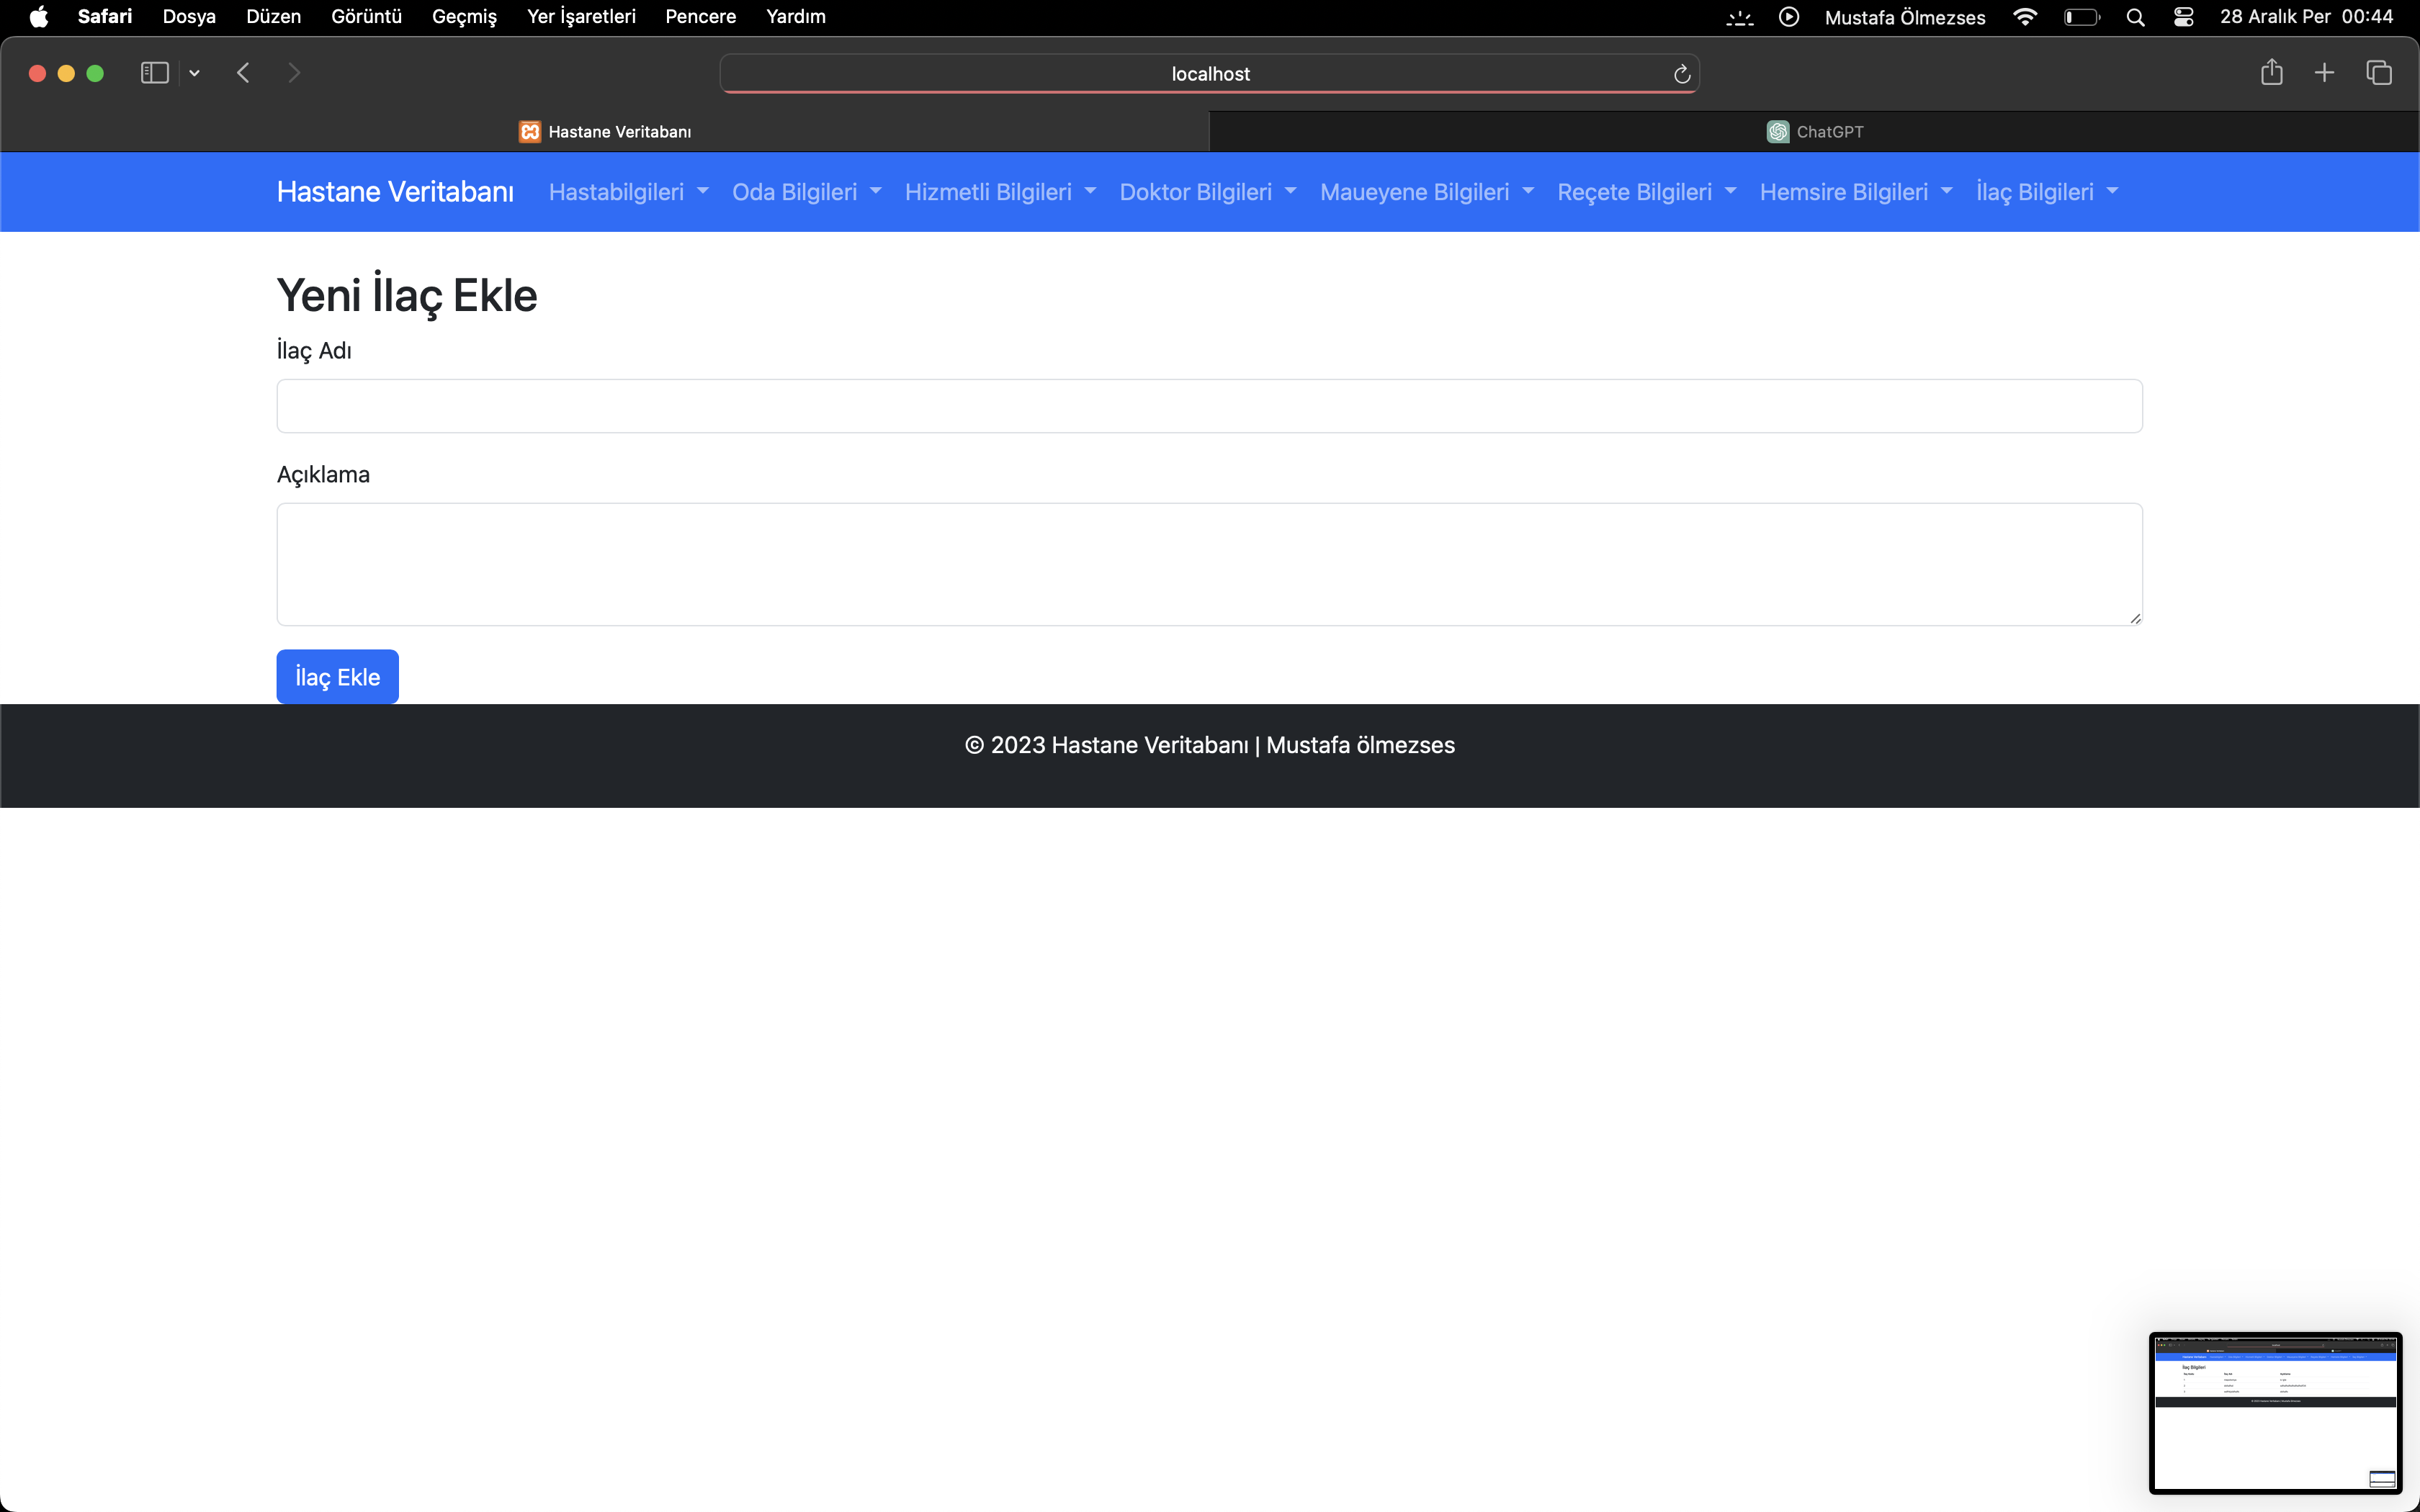 Safari Dosya Düzen Görüntü Geçmiş Yer İşaretleri Pencere Yardım Mustafa Ölmezses 28 Aralık Per 00:44
localhost
Hastane Veritabanı ChatGPT
Hastane Veritabanı Hastabilgileri Oda Bilgileri Hizmetli Bilgileri Doktor Bilgileri Maueyene Bilgileri Reçete Bilgileri Hemsire Bilgileri İlaç Bilgileri
Yeni İlaç Ekle
İlaç Adı
Açıklama
İlaç Ekle
© 2023 Hastane Veritabanı | Mustafa ölmezses
İlaç Bilgileri